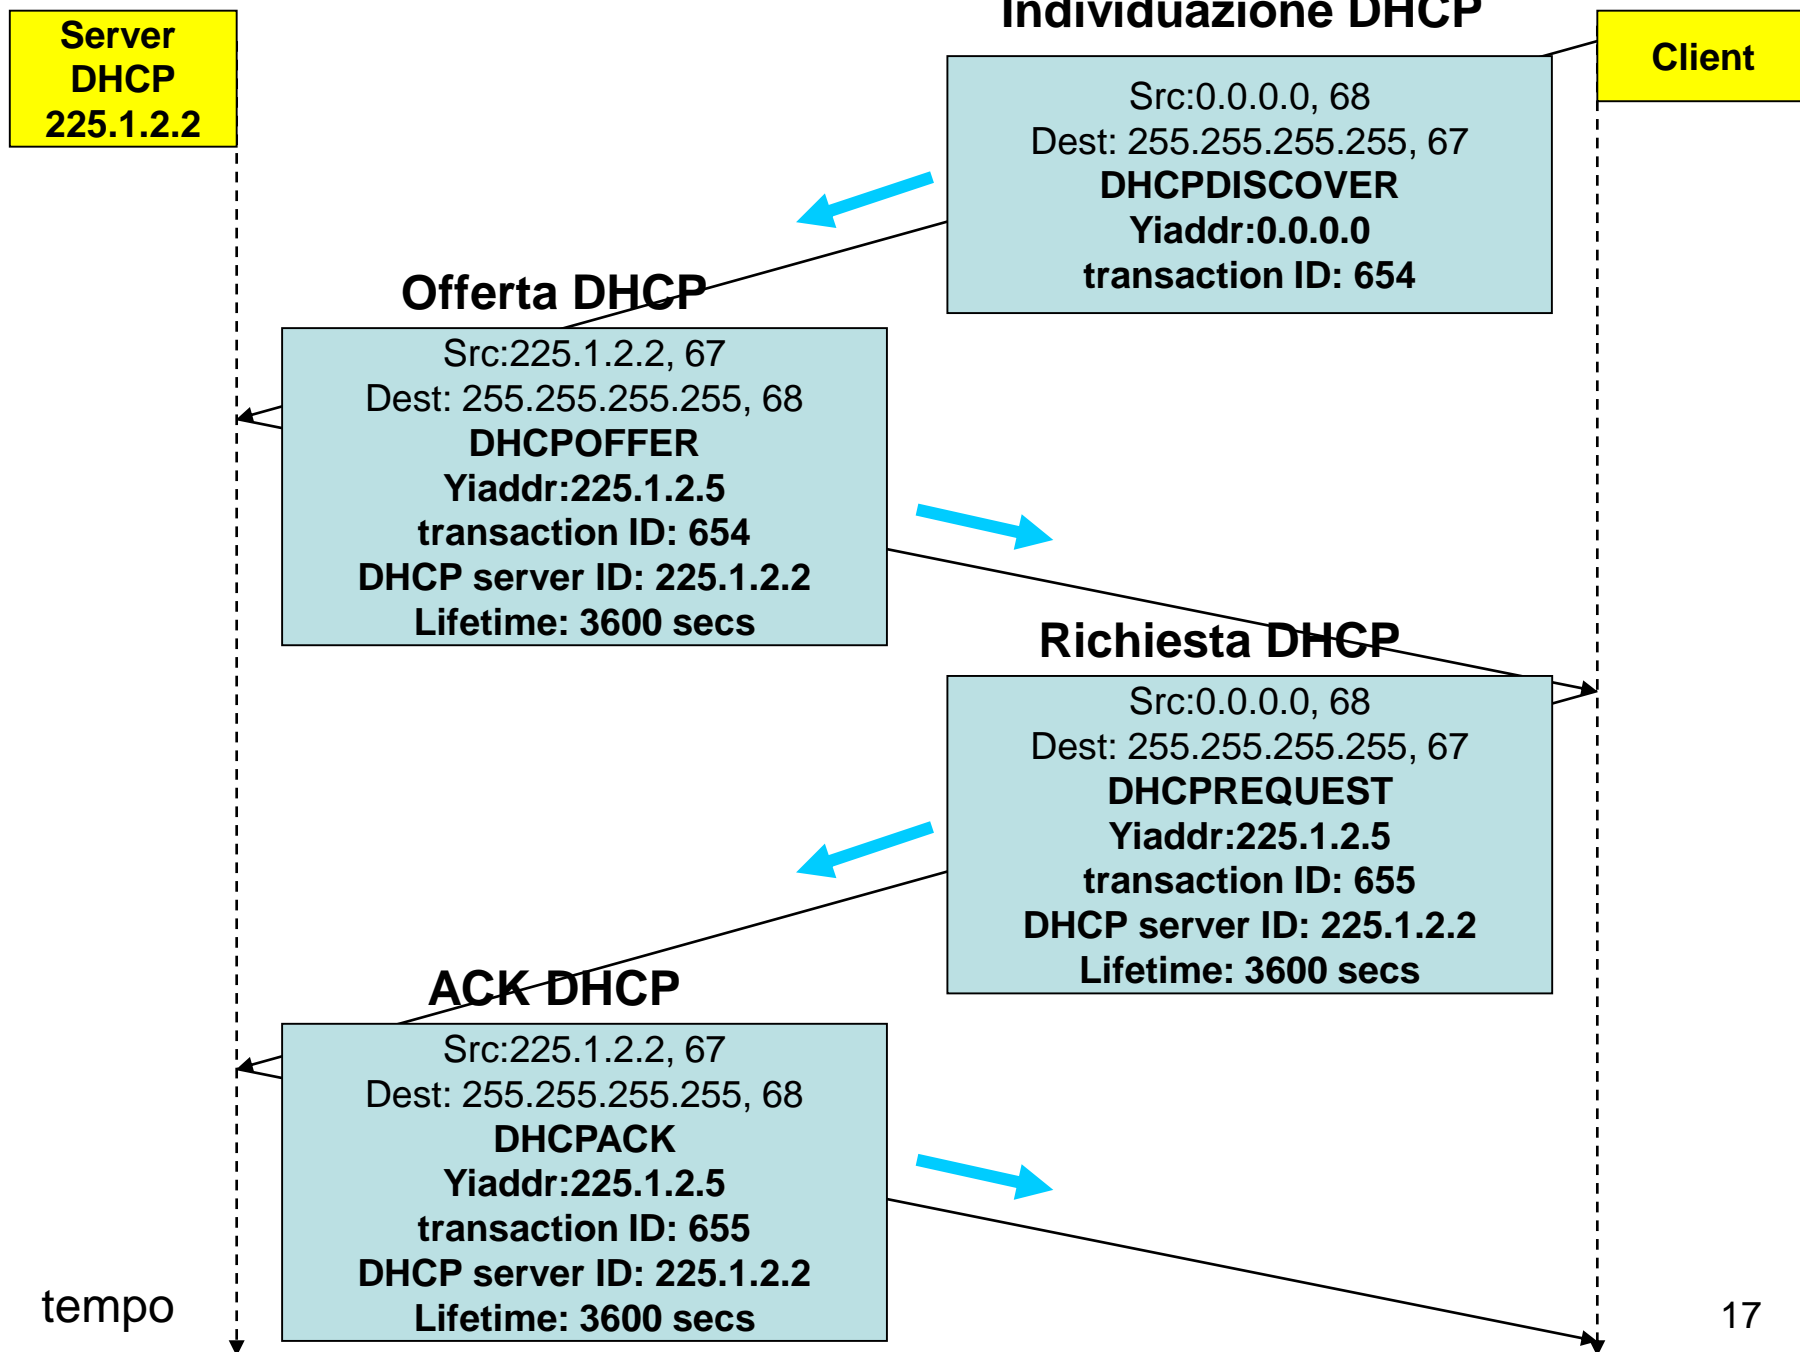 Individuazione DHCP
Server
DHCP
225.1.2.2
Client
Src:0.0.0.0, 68
Dest: 255.255.255.255, 67
DHCPDISCOVER
Yiaddr:0.0.0.0
transaction ID: 654
Offerta DHCP
Src:225.1.2.2, 67
Dest: 255.255.255.255, 68
DHCPOFFER
Yiaddr:225.1.2.5
transaction ID: 654
DHCP server ID: 225.1.2.2
Lifetime: 3600 secs
Richiesta DHCP
Src:0.0.0.0, 68
Dest: 255.255.255.255, 67
DHCPREQUEST
Yiaddr:225.1.2.5
transaction ID: 655
DHCP server ID: 225.1.2.2
Lifetime: 3600 secs
ACK DHCP
Src:225.1.2.2, 67
Dest: 255.255.255.255, 68
DHCPACK
Yiaddr:225.1.2.5
transaction ID: 655
DHCP server ID: 225.1.2.2
Lifetime: 3600 secs
tempo
17